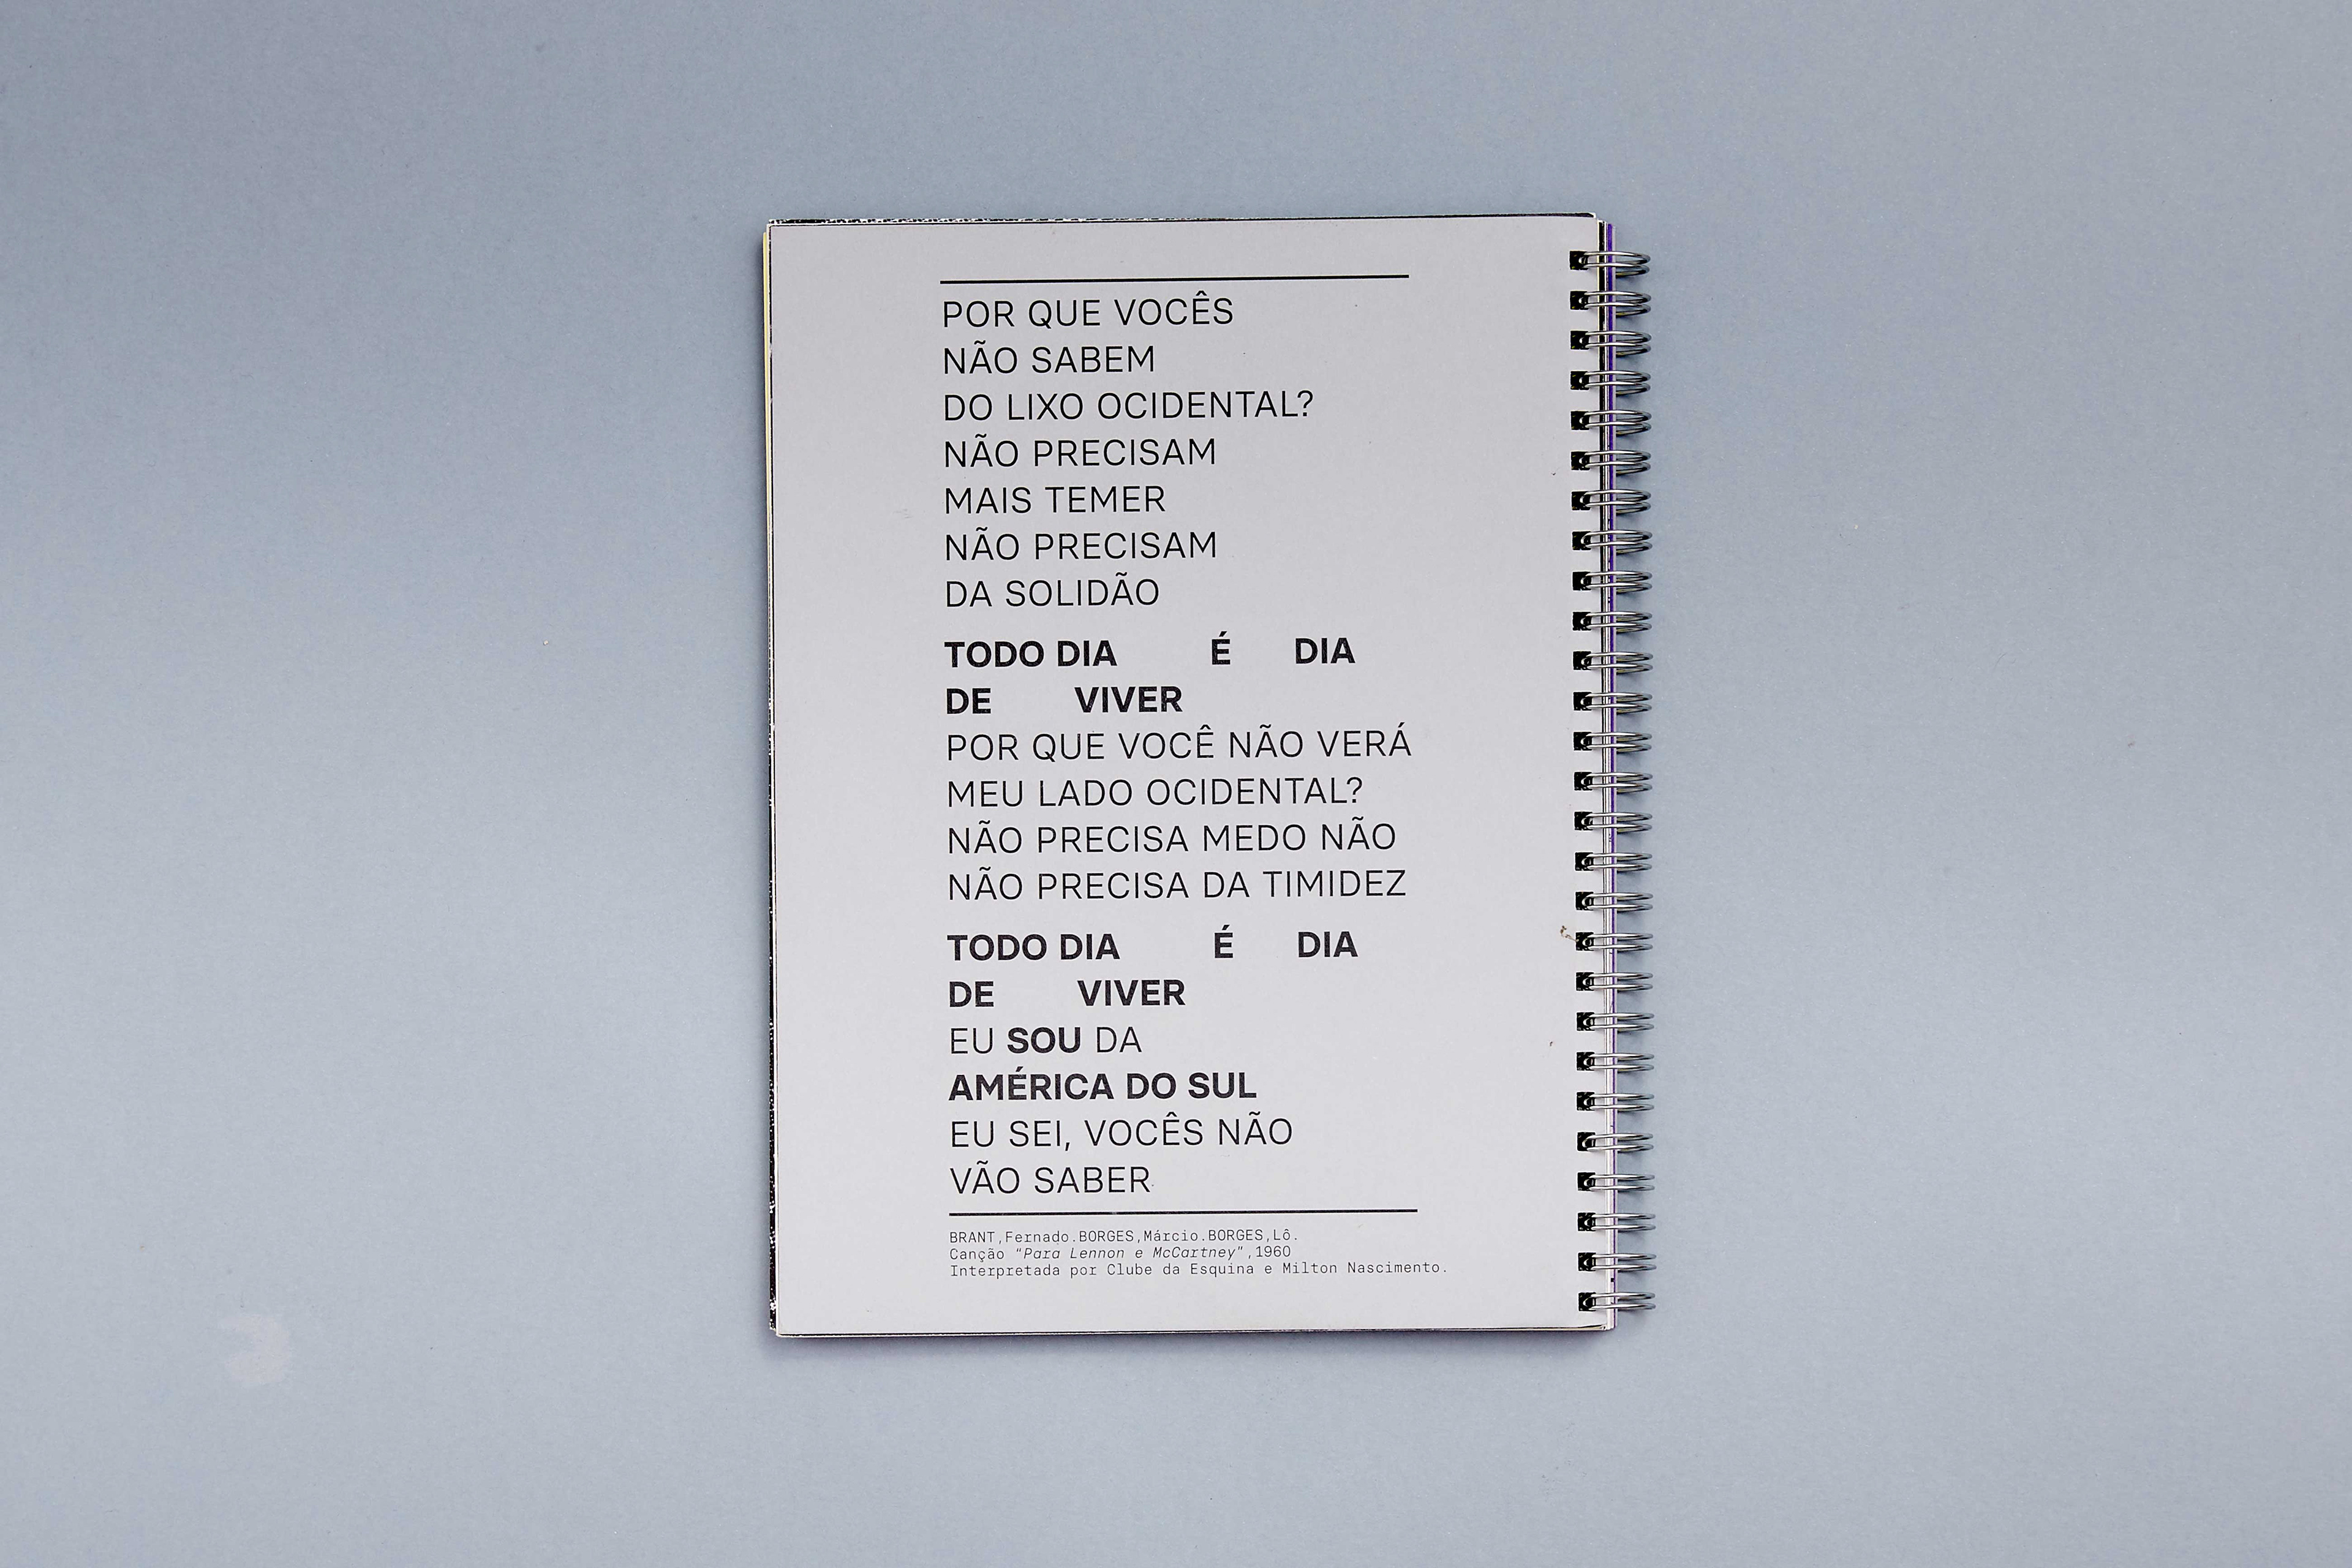 POR QUE VOCÊS
NÃO SABEM
DO LIXO OCIDENTAL?
NÃO PRECISAM
MAIS TEMER
NÃO PRECISAM
DA SOLIDÃO
TODO DIA É DIA
DE VIVER
POR QUE VOCÊ NÃO VERÁ
MEU LADO OCIDENTAL?
NÃO PRECISA MEDO NÃO
NÃO PRECISA DA TIMIDEZ
TODO DIA É DIA
DE VIVER
EU SOU DA
AMÉRICA DO SUL
EU SEI, VOCÊS NÃO
VÃO SABER
BRANT,Fernado.BORGES,Márcio.BORGES,Lô.
Canção "Para Lennon e McCartney",1960
Interpretada por Clube da Esquina e Milton Nascimento.